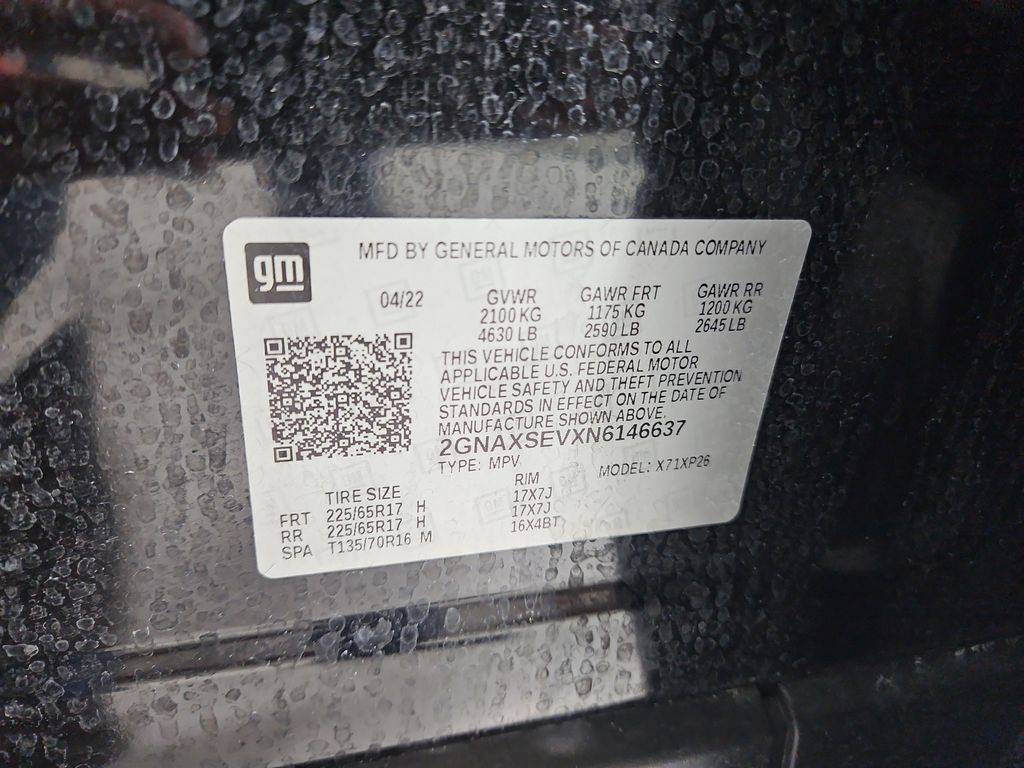 gm
MFD BY GENERAL MOTORS OF CANADA COMPANY
04/22
GVWR GAWR FRT GAWR RR
2100 KG 1175 KG 1200 KG
4630 LB 2590 LB 2645 LB
THIS VEHICLE CONFORMS TO ALL
APPLICABLE U.S. FEDERAL MOTOR
VEHICLE SAFETY AND THEFT PREVENTION
STANDARDS IN EFFECT ON THE DATE OF
MANUFACTURE SHOWN ABOVE.
2GNAXSEVXN6146637
TYPE: MPV MODEL: X71XP26
TIRE SIZE RIM
FRT 225/65R17 H 17X7J
RR 225/65R17 H 17X7J
SPA T135/70R16 M 16X4BT